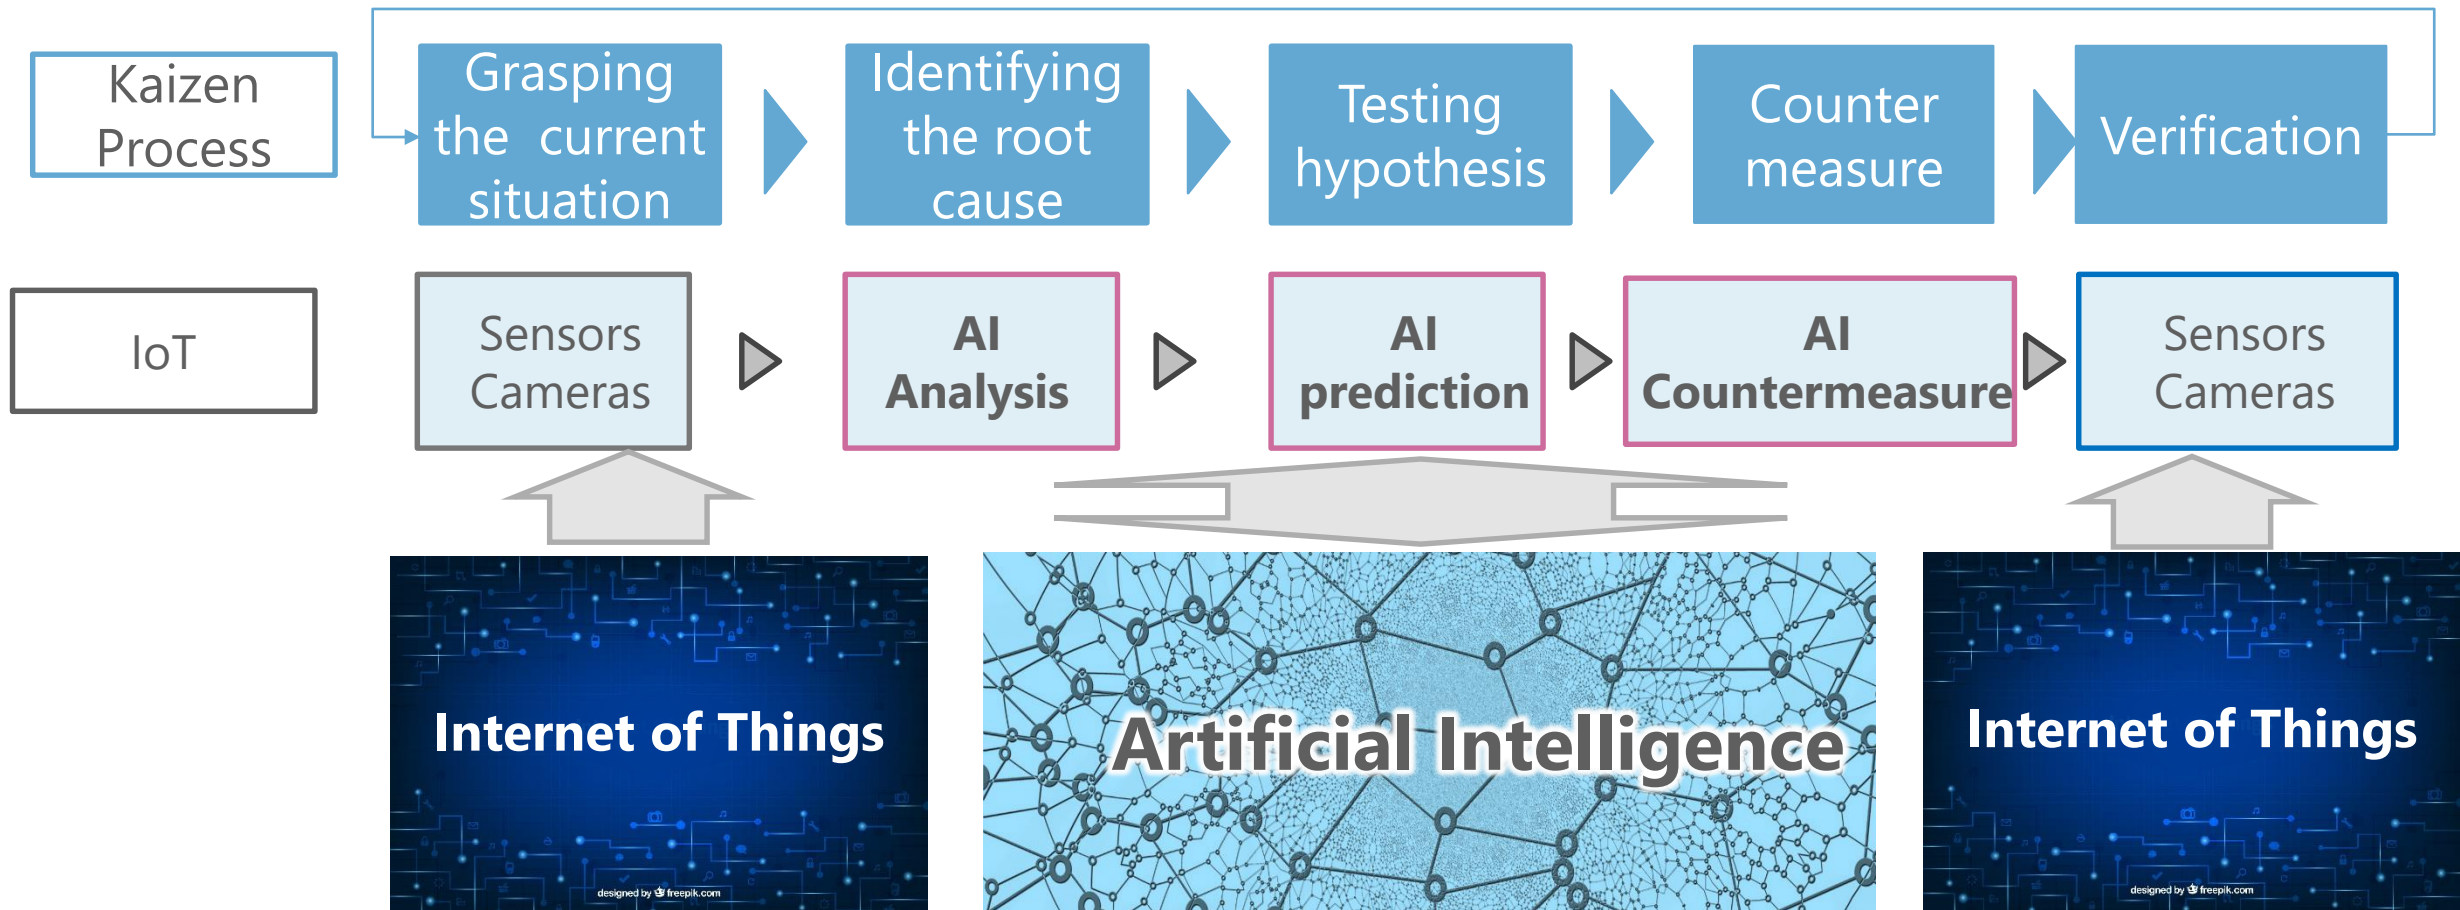 Kaizen
Process
Grasping
the current
situation
Identifying
the root
cause
Testing
hypothesis
Counter
measure
Verification
IoT
Sensors
Cameras
AI
Analysis
AI
prediction
AI
Countermeasure
Sensors
Cameras
Internet of Things
designed by freepik.com
Artificial Intelligence
Internet of Things
designed by freepik.com